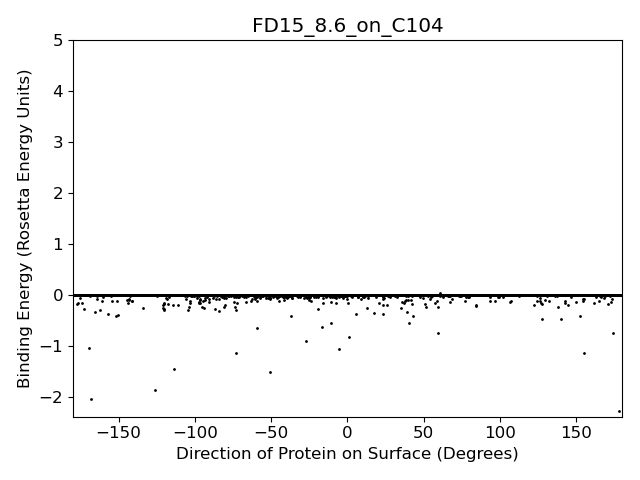 FD15_8.6_on_C104
Binding Energy (Rosetta Energy Units)
5
4
3
2
1
0
−1
−2
−150 −100 −50 0 50 100 150
Direction of Protein on Surface (Degrees)